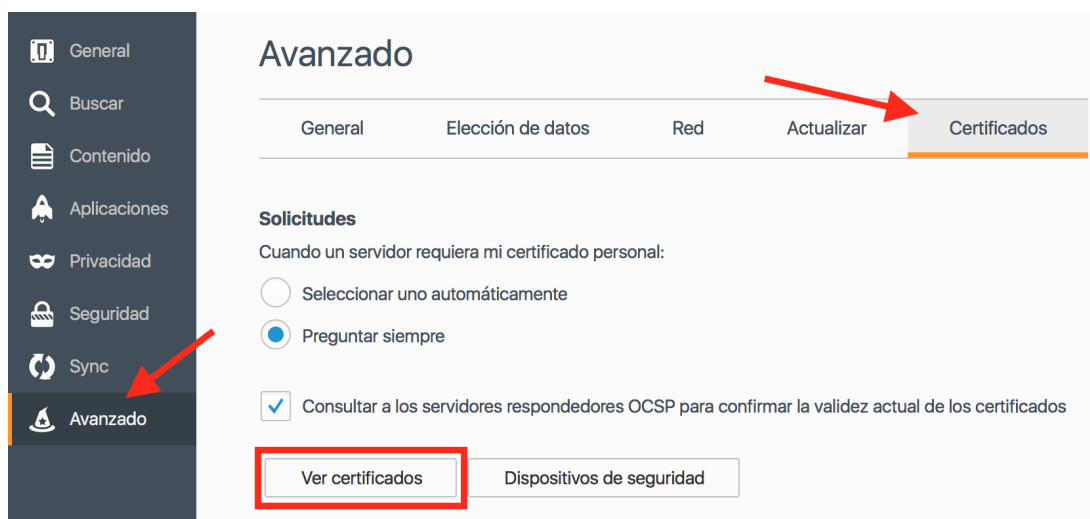 General
Buscar
Contenido
Aplicaciones
Privacidad
Seguridad
Sync
Avanzado
Avanzado
General Elección de datos Red Actualizar Certificados
Solicitudes
Cuando un servidor requiera mi certificado personal:
Seleccionar uno automáticamente
Preguntar siempre
Consultar a los servidores respondedores OCSP para confirmar la validez actual de los certificados
Ver certificados Dispositivos de seguridad